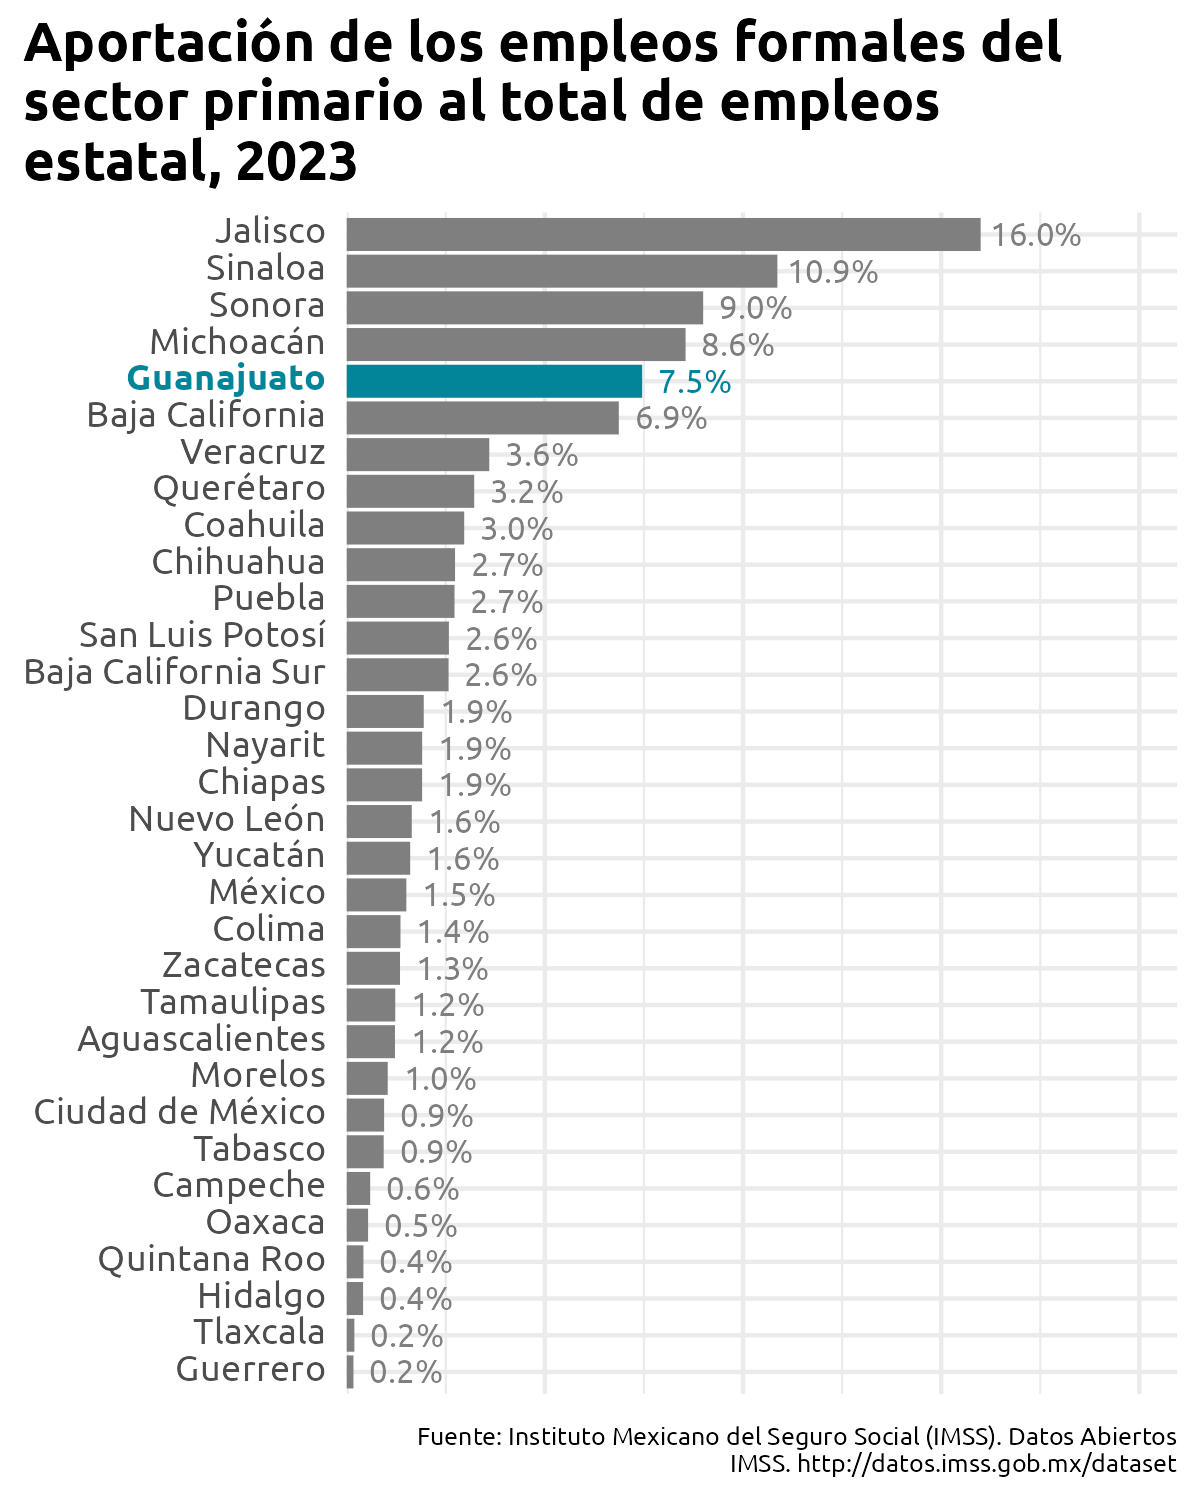 Aportación de los empleos formales del
sector primario al total de empleos
estatal, 2023
Jalisco 16.0%
Sinaloa 10.9%
Sonora 9.0%
Michoacán 8.6%
Guanajuato 7.5%
Baja California 6.9%
Veracruz 3.6%
Querétaro 3.2%
Coahuila 3.0%
Chihuahua 2.7%
Puebla 2.7%
San Luis Potosí 2.6%
Baja California Sur 2.6%
Durango 1.9%
Nayarit 1.9%
Chiapas 1.9%
Nuevo León 1.6%
Yucatán 1.6%
México 1.5%
Colima 1.4%
Zacatecas 1.3%
Tamaulipas 1.2%
Aguascalientes 1.2%
Morelos 1.0%
Ciudad de México 0.9%
Tabasco 0.9%
Campeche 0.6%
Oaxaca 0.5%
Quintana Roo 0.4%
Hidalgo 0.4%
Tlaxcala 0.2%
Guerrero 0.2%
Fuente: Instituto Mexicano del Seguro Social (IMSS). Datos Abiertos
IMSS. http://datos.imss.gob.mx/dataset